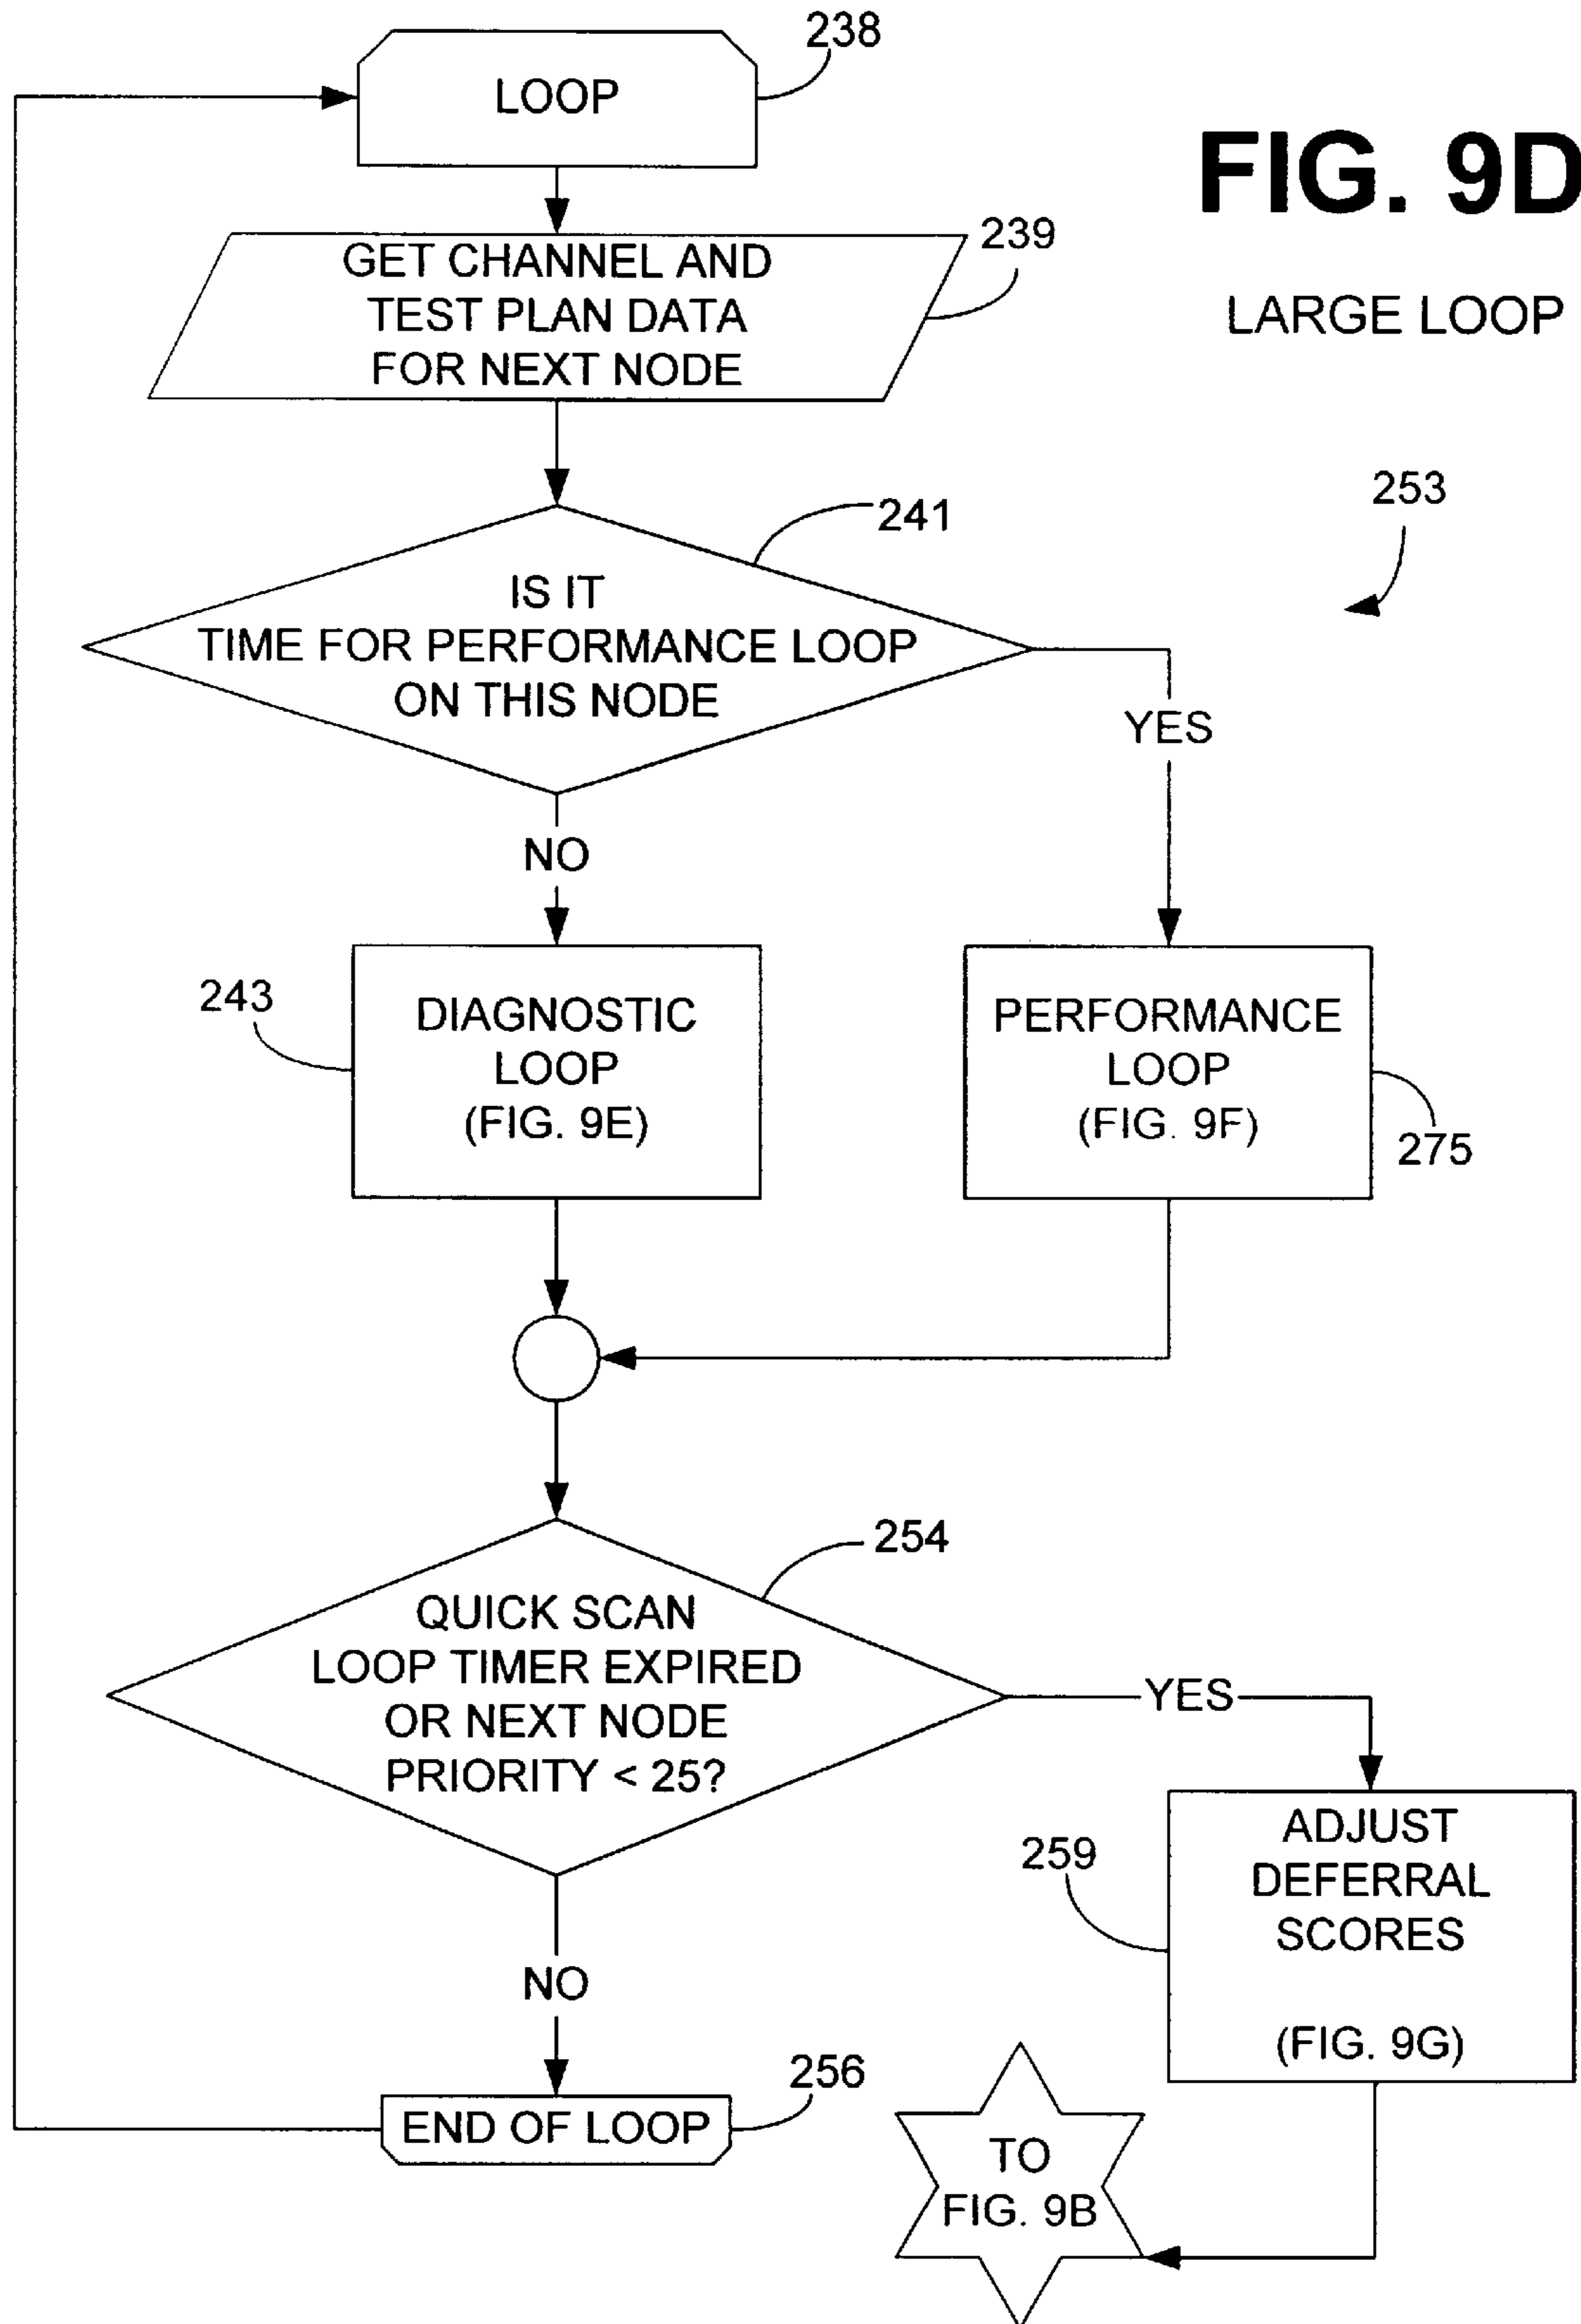 238
LOOP
FIG. 9D
239
GET CHANNEL AND
TEST PLAN DATA
FOR NEXT NODE
LARGE LOOP
253
241
IS IT
TIME FOR PERFORMANCE LOOP
ON THIS NODE
YES
NO
243
DIAGNOSTIC
LOOP
(FIG. 9E)
PERFORMANCE
LOOP
(FIG. 9F)
275
254
QUICK SCAN
LOOP TIMER EXPIRED
OR NEXT NODE
PRIORITY < 25?
YES
259
ADJUST
DEFERRAL
SCORES
(FIG. 9G)
NO
256
END OF LOOP
TO
FIG. 9B